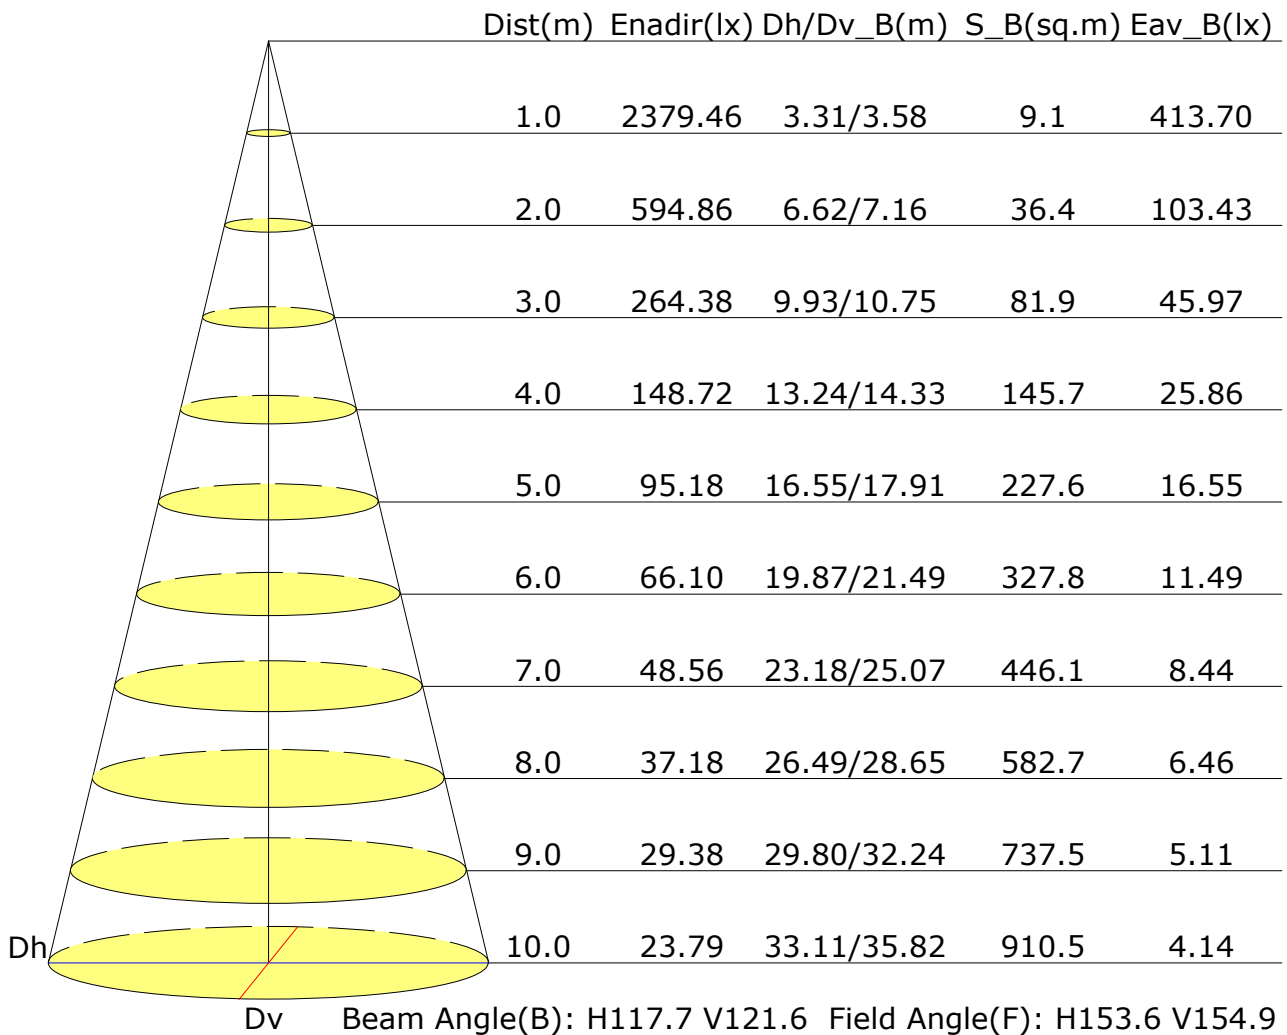 Dist(m) Enadir(lx) Dh/Dv_B(m) S_B(sq.m) Eav_B(lx)
1.0 2379.46 3.31/3.58 9.1 413.70
2.0 594.86 6.62/7.16 36.4 103.43
3.0 264.38 9.93/10.75 81.9 45.97
4.0 148.72 13.24/14.33 145.7 25.86
5.0 95.18 16.55/17.91 227.6 16.55
6.0 66.10 19.87/21.49 327.8 11.49
7.0 48.56 23.18/25.07 446.1 8.44
8.0 37.18 26.49/28.65 582.7 6.46
9.0 29.38 29.80/32.24 737.5 5.11
Dh 10.0 23.79 33.11/35.82 910.5 4.14
Dv Beam Angle(B): H117.7 V121.6 Field Angle(F): H153.6 V154.9